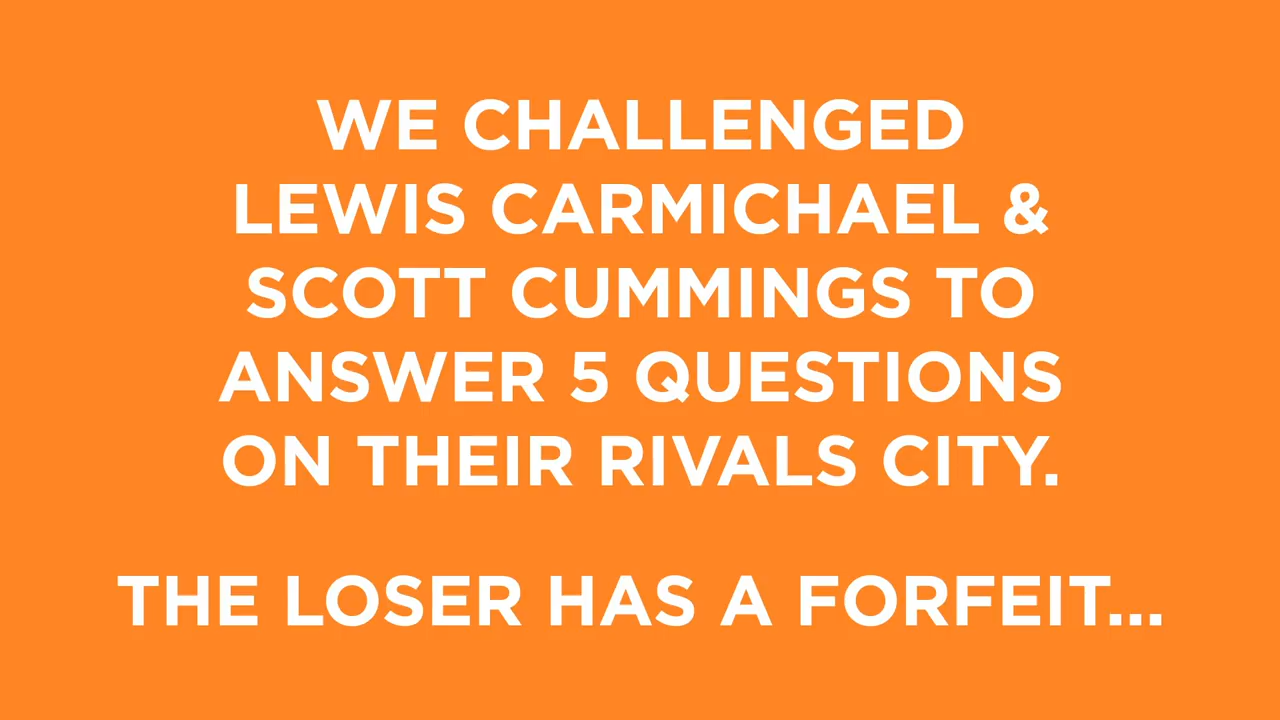 WE CHALLENGED
LEWIS CARMICHAEL &
SCOTT CUMMINGS TO
ANSWER 5 QUESTIONS
ON THEIR RIVALS CITY.
THE LOSER HAS A FORFEIT...